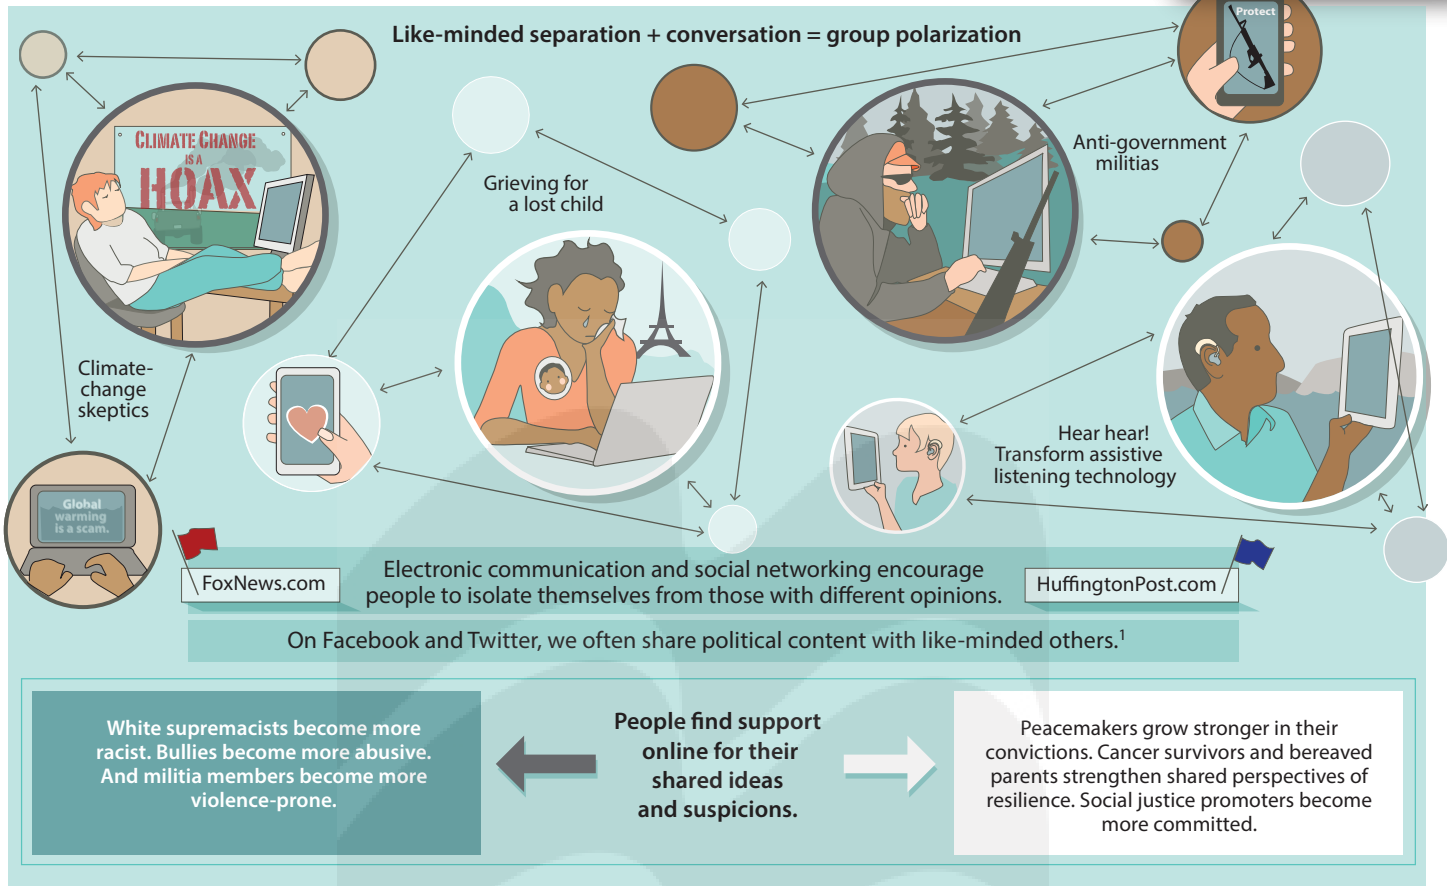 Like-minded separation + conversation = group polarization
Protect
CLIMATE CHANGE
IS A
HOAX
Grieving for
a lost child
Anti-government
militias
Climate-
change
skeptics
Hear hear!
Transform assistive
listening technology
Global
warming
is a scam.
FoxNews.com
Electronic communication and social networking encourage
people to isolate themselves from those with different opinions.
HuffingtonPost.com
On Facebook and Twitter, we often share political content with like-minded others.¹
White supremacists become more
racist. Bullies become more abusive.
And militia members become more
violence-prone.
People find support
online for their
shared ideas
and suspicions.
Peacemakers grow stronger in their
convictions. Cancer survivors and bereaved
parents strengthen shared perspectives of
resilience. Social justice promoters become
more committed.